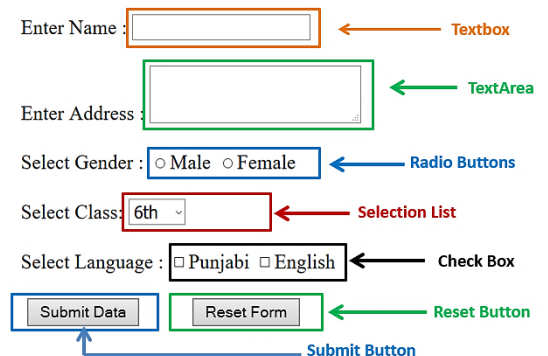 Enter Name : Textbox
Enter Address : TextArea
Select Gender : Male Female Radio Buttons
Select Class: 6th Selection List
Select Language : Punjabi English Check Box
Submit Data Reset Form Reset Button
Submit Button